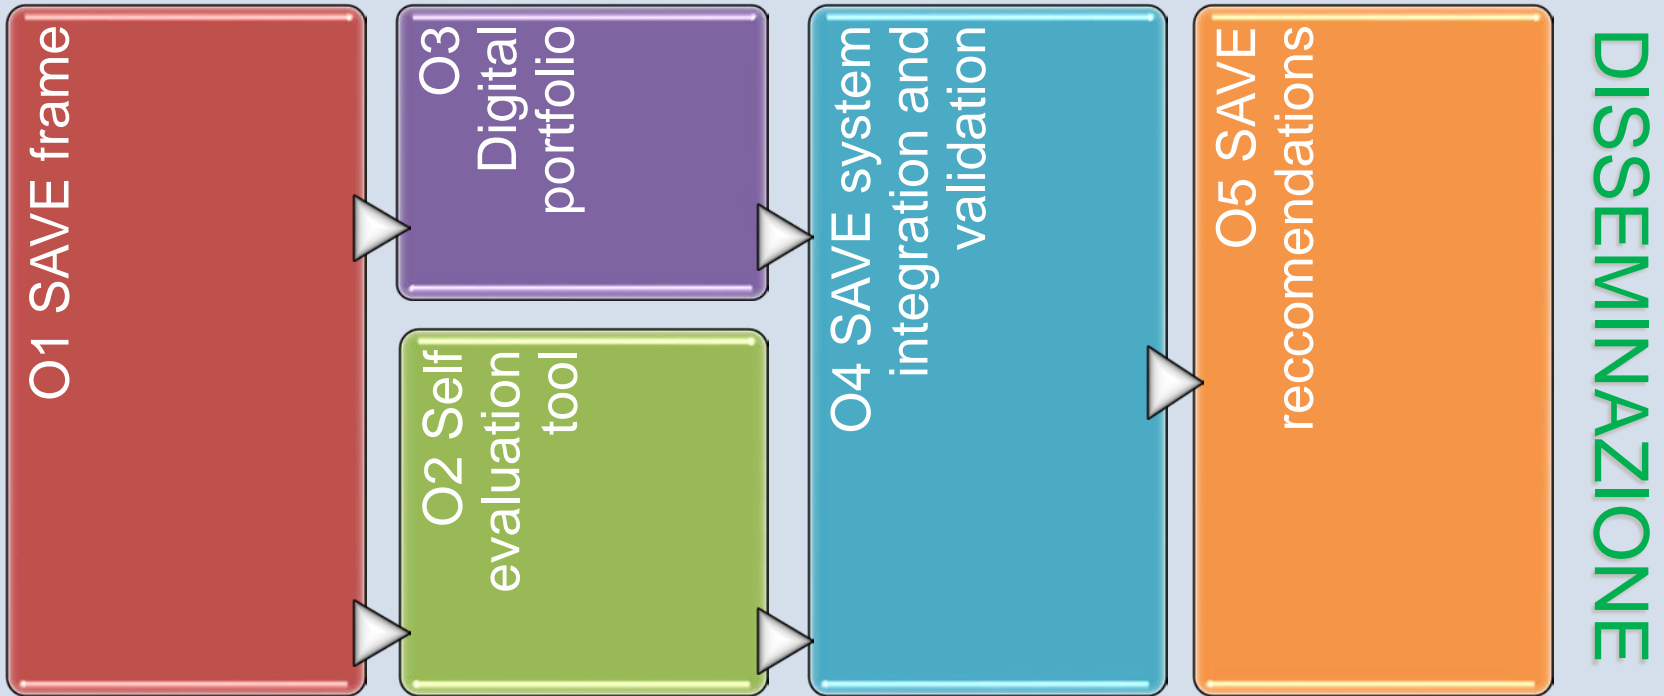 O1 SAVE frame
O3
Digital
portfolio
O2 Self
evaluation
tool
O4 SAVE system
integration and
validation
O5 SAVE
reccomendations
DISSEMINAZIONE